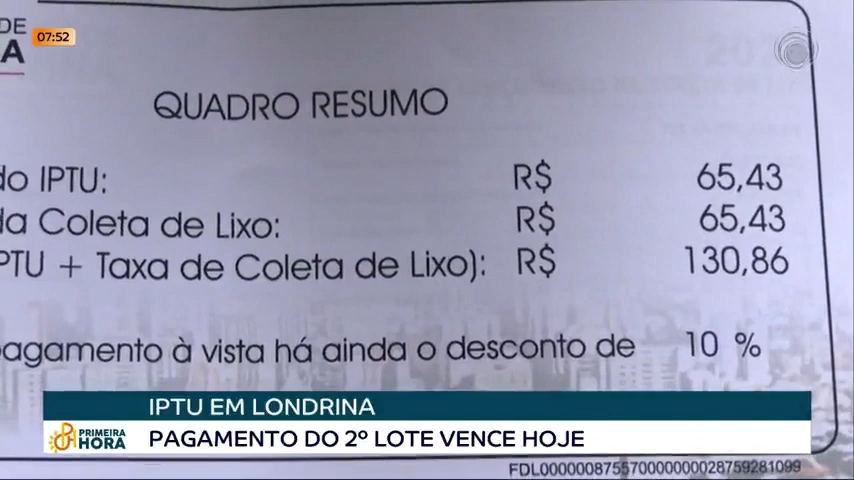 DE
A
07:52
QUADRO RESUMO
do IPTU: R$ 65,43
da Coleta de Lixo: R$ 65,43
PTU + Taxa de Coleta de Lixo): R$ 130,86
pagamento à vista há ainda o desconto de 10 %
IPTU EM LONDRINA
PRIMEIRA
HORA
PAGAMENTO DO 2º LOTE VENCE HOJE